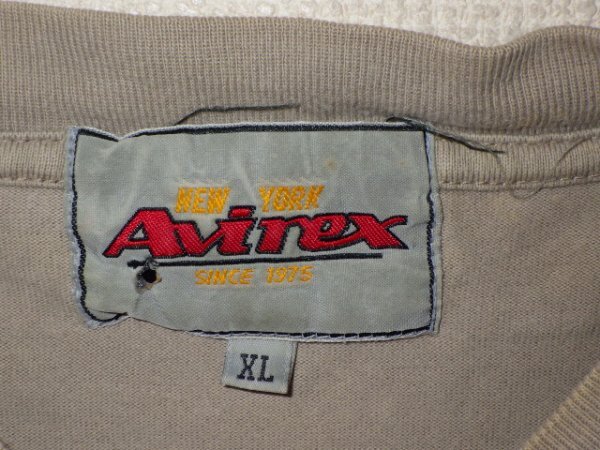 NEW YORK
Avirex
SINCE 1975
XL